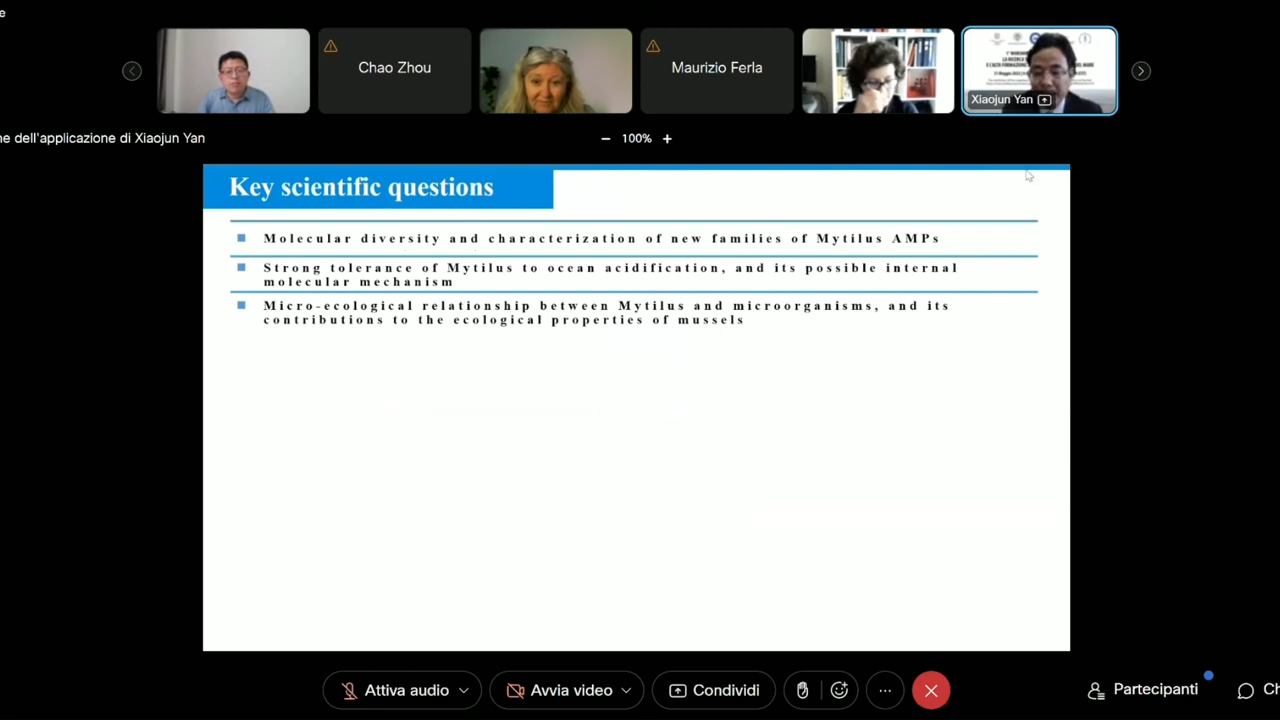 e
Chao Zhou
Maurizio Ferla
Xiaojun Yan
ne dell'applicazione di Xiaojun Yan
100%
Key scientific questions
Molecular diversity and characterization of new families of Mytilus AMPs
Strong tolerance of Mytilus to ocean acidification, and its possible internal
molecular mechanism
Micro-ecological relationship between Mytilus and microorganisms, and its
contributions to the ecological properties of mussels
Attiva audio
Avvia video
Condividi
Partecipanti
Ch